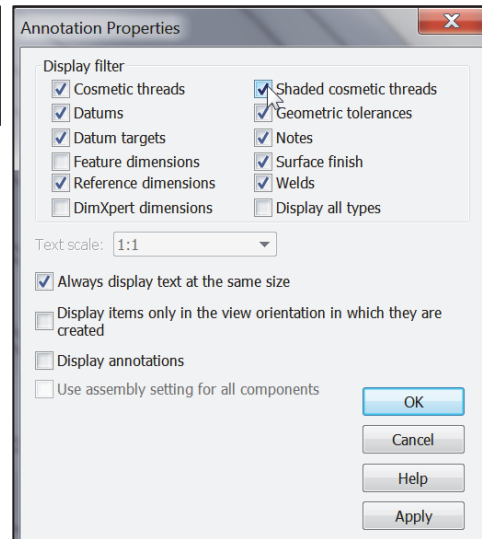 Annotation Properties
Display filter
Cosmetic threads
Shaded cosmetic threads
Datums
Geometric tolerances
Datum targets
Notes
Feature dimensions
Surface finish
Reference dimensions
Welds
DimXpert dimensions
Display all types
Text scale: 1:1
Always display text at the same size
Display items only in the view orientation in which they are
created
Display annotations
Use assembly setting for all components
OK
Cancel
Help
Apply